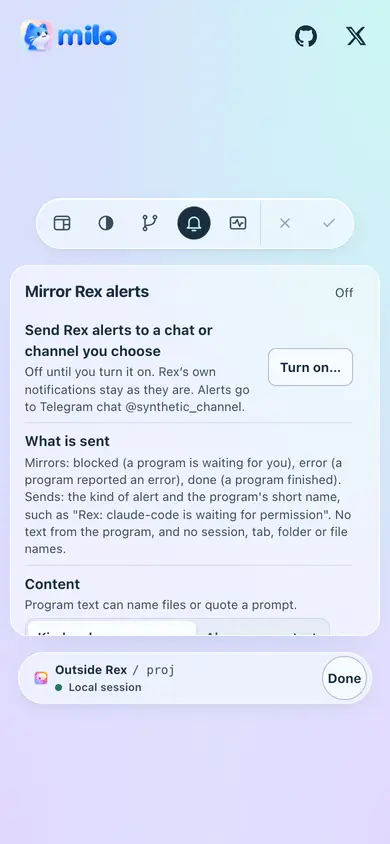 milo
Mirror Rex alerts
Off
Send Rex alerts to a chat or
channel you choose
Off until you turn it on. Rex's own
notifications stay as they are. Alerts go
to Telegram chat @synthetic_channel.
Turn on...
What is sent
Mirrors: blocked (a program is waiting for you), error (a
program reported an error), done (a program finished).
Sends: the kind of alert and the program's short name,
such as "Rex: claude-code is waiting for permission". No
text from the program, and no session, tab, folder or file
names.
Content
Program text can name files or quote a prompt.
Outside Rex / proj
Local session
Done